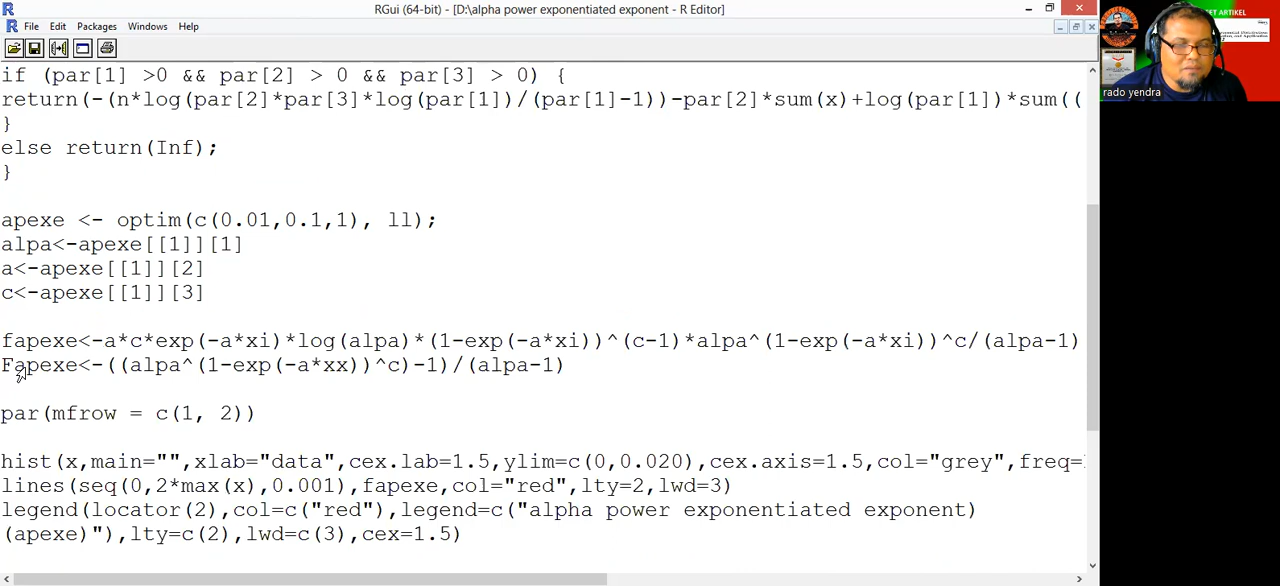 RGui (64-bit) - [D:\alpha power exponentiated exponent - R Editor]
File Edit Packages Windows Help
if (par[1] >0 && par[2] > 0 && par[3] > 0) {
return(-(n*log(par[2]*par[3]*log(par[1])/(par[1]-1))-par[2]*sum(x)+log(par[1])*sum((
}
else return(Inf);
}
apexe <- optim(c(0.01,0.1,1), ll);
alpa<-apexe[[1]][1]
a<-apexe[[1]][2]
c<-apexe[[1]][3]
fapexe<-a*c*exp(-a*xi)*log(alpa)*(1-exp(-a*xi))^(c-1)*alpa^(1-exp(-a*xi))^c/(alpa-1)
Fapexe<-((alpa^(1-exp(-a*xx))^c)-1)/(alpa-1)
par(mfrow = c(1, 2))
hist(x,main="",xlab="data",cex.lab=1.5,ylim=c(0,0.020),cex.axis=1.5,col="grey",freq=
lines(seq(0,2*max(x),0.001),fapexe,col="red",lty=2,lwd=3)
legend(locator(2),col=c("red"),legend=c("alpha power exponentiated exponent)
(apexe)"),lty=c(2),lwd=c(3),cex=1.5)
ARTIKEL
rado yendra